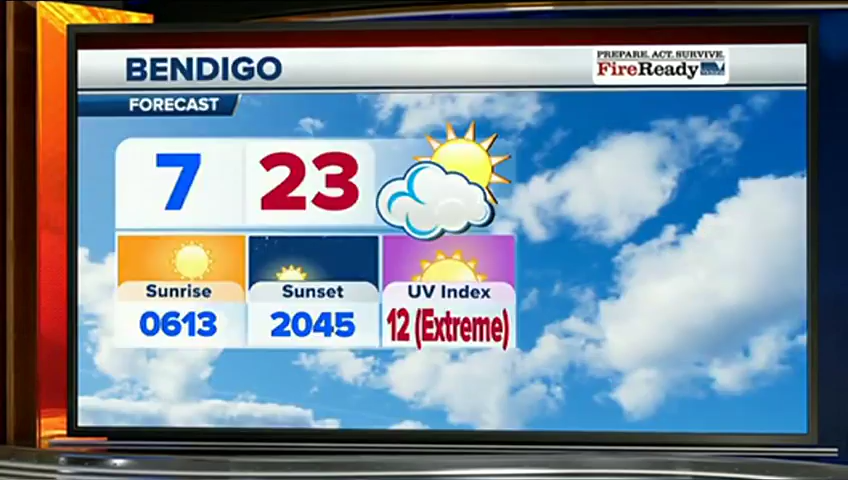 BENDIGO
PREPARE. ACT. SURVIVE.
FireReady
FORECAST
7 23
Sunrise Sunset UV Index
0613 2045 12 (Extreme)